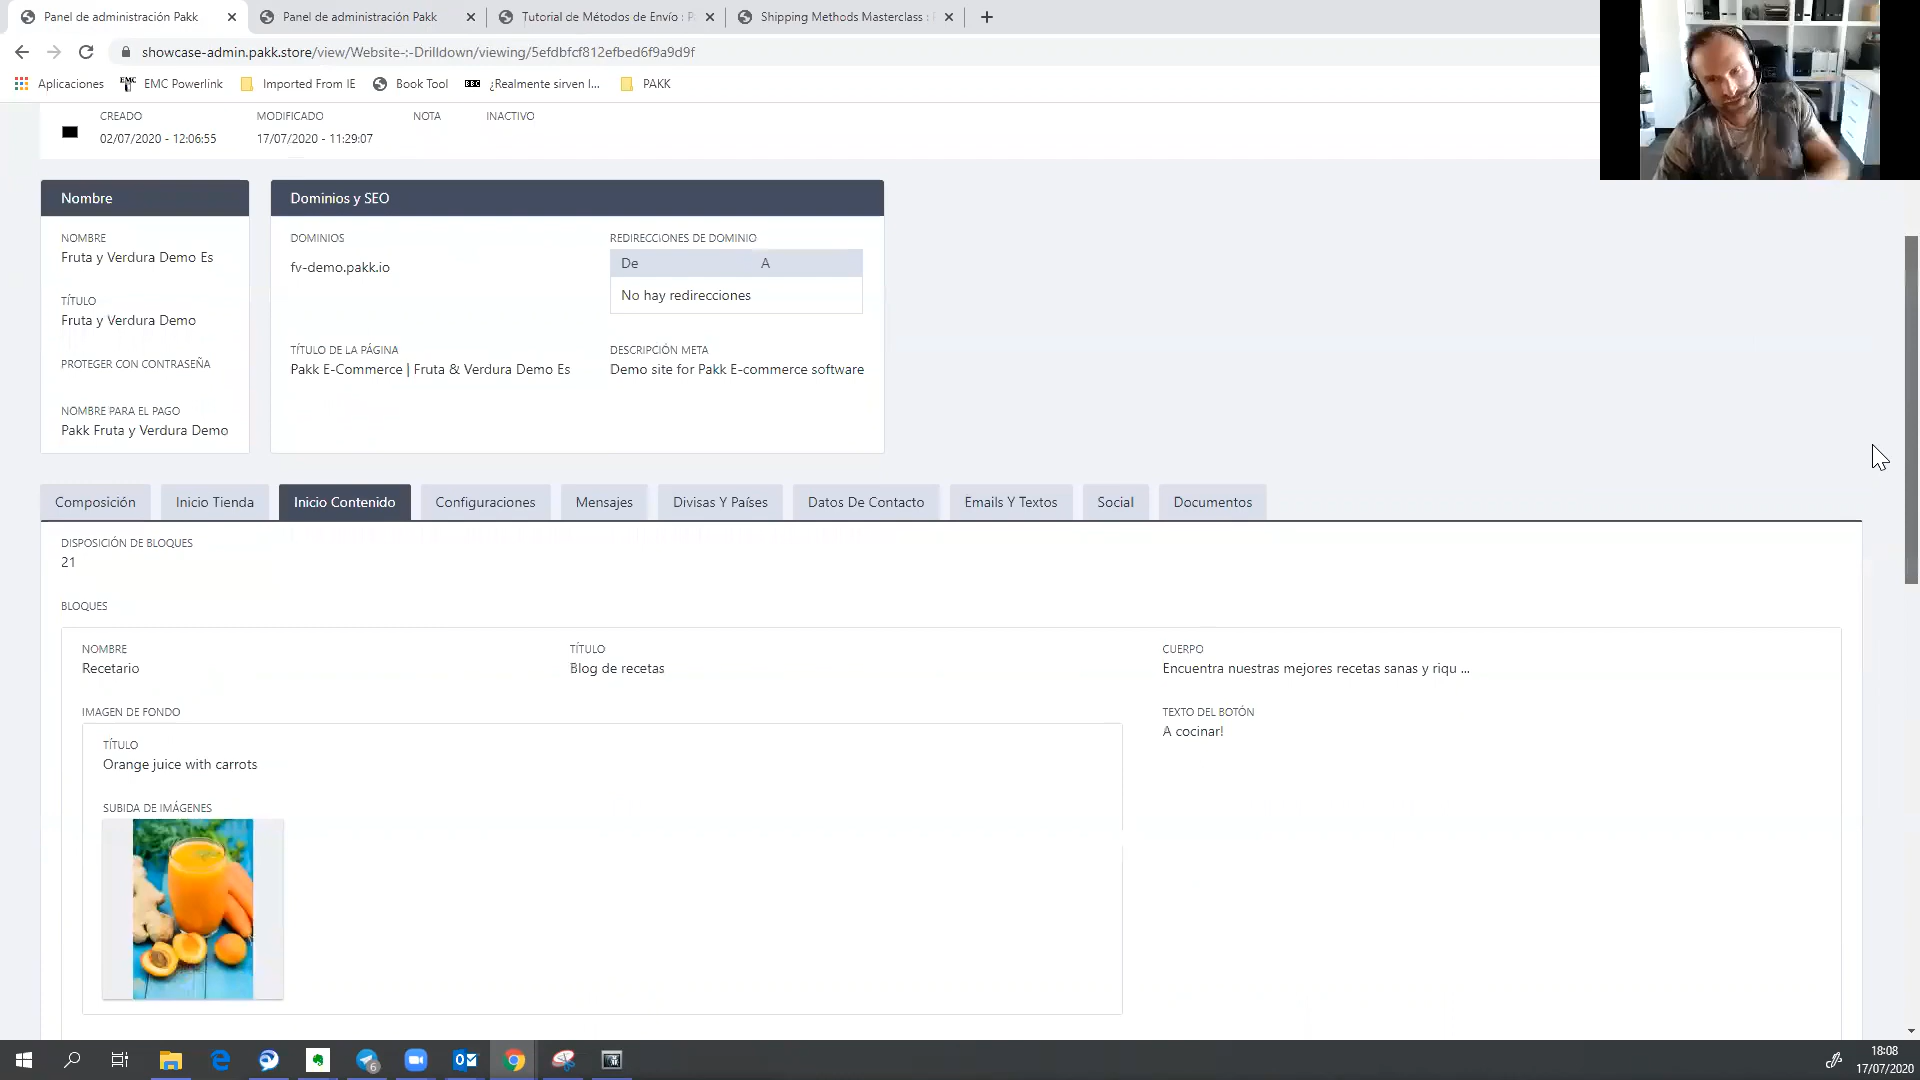 Panel de administración Pakk
Panel de administración Pakk
Tutorial de Métodos de Envío : P
Shipping Methods Masterclass :
showcase-admin.pakk.store/view/Website-:-Drilldown/viewing/5efdbfcf812efbed6f9a9d9f
Aplicaciones
EMC
EMC Powerlink
Imported From IE
Book Tool
BBC
¿Realmente sirven l...
PAKK
CREADO
MODIFICADO
NOTA
INACTIVO
02/07/2020 - 12:06:55
17/07/2020 - 11:29:07
Nombre
NOMBRE
Fruta y Verdura Demo Es
TÍTULO
Fruta y Verdura Demo
PROTEGER CON CONTRASEÑA
NOMBRE PARA EL PAGO
Pakk Fruta y Verdura Demo
Dominios y SEO
DOMINIOS
fv-demo.pakk.io
REDIRECCIONES DE DOMINIO
De A
No hay redirecciones
TÍTULO DE LA PÁGINA
Pakk E-Commerce | Fruta & Verdura Demo Es
DESCRIPCIÓN META
Demo site for Pakk E-commerce software
Composición
Inicio Tienda
Inicio Contenido
Configuraciones
Mensajes
Divisas Y Países
Datos De Contacto
Emails Y Textos
Social
Documentos
DISPOSICIÓN DE BLOQUES
21
BLOQUES
NOMBRE
Recetario
TÍTULO
Blog de recetas
CUERPO
Encuentra nuestras mejores recetas sanas y riqu ...
IMAGEN DE FONDO
TÍTULO
Orange juice with carrots
SUBIDA DE IMÁGENES
TEXTO DEL BOTÓN
A cocinar!
6
18:08
17/07/2020